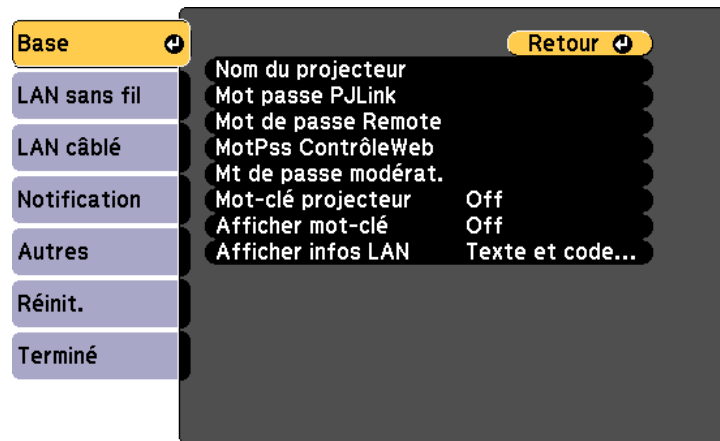 Base
LAN sans fil
LAN câblé
Notification
Autres
Réinit.
Terminé
Retour
Nom du projecteur
Mot passe PJLink
Mot de passe Remote
MotPss ContrôleWeb
Mt de passe modérat.
Mot-clé projecteur Off
Afficher mot-clé Off
Afficher infos LAN Texte et code...